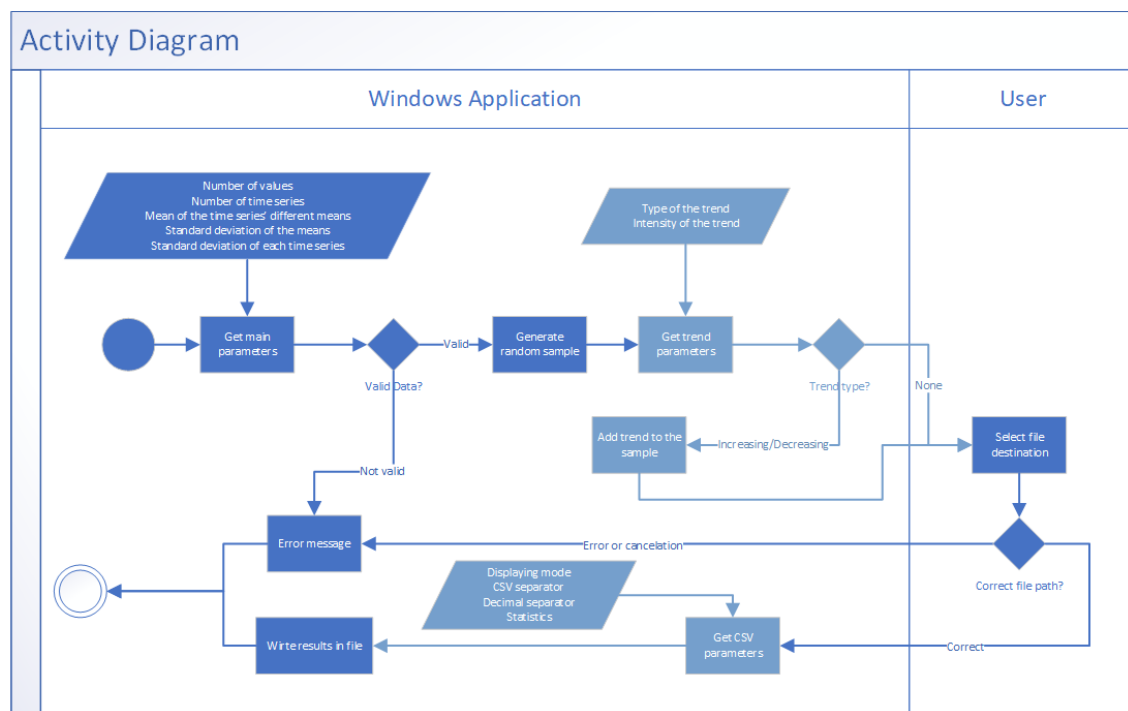 Activity Diagram
Windows Application
User
Number of values
Number of time series
Mean of the time series' different means
Standard deviation of the means
Standard deviation of each time series
Type of the trend
Intensity of the trend
Get main
parameters
Valid
Generate
random sample
Get trend
parameters
Valid Data?
Trend type?
None
Add trend to the
sample
Increasing/Decreasing
Select file
destination
Not valid
Error message
Error or cancelation
Correct file path?
Displaying mode
CSV separator
Decimal separator
Statistics
Wirte results in file
Get CSV
parameters
Correct